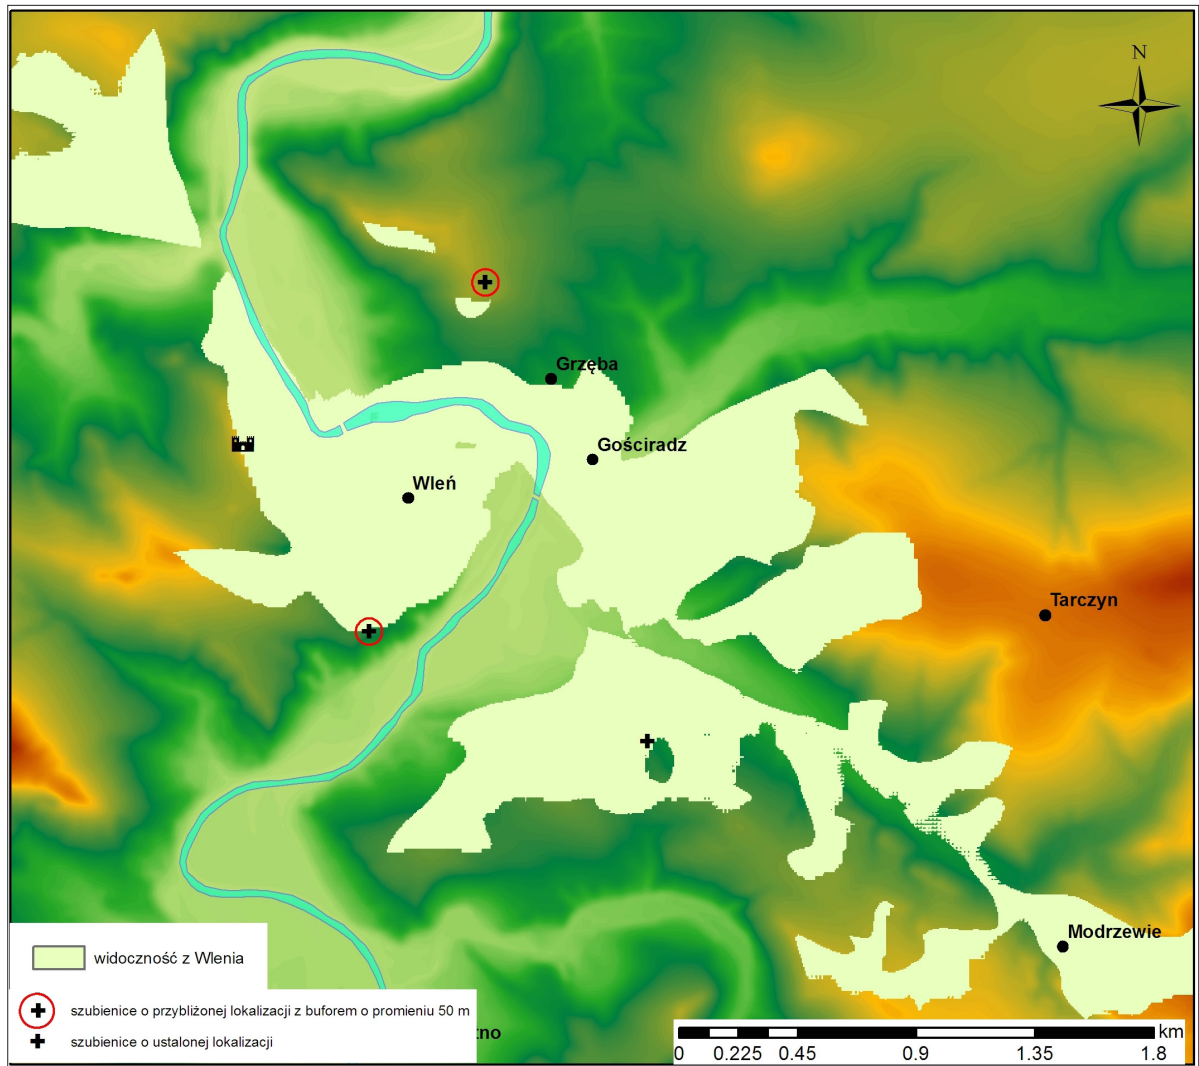 N
Grzęba
Gościradz
Wleń
Tarczyn
Modrzewie
widoczność z Wlenia
szubienice o przybliżonej lokalizacji z buforem o promieniu 50 m
szubienice o ustalonej lokalizacji
tno
km
0 0.225 0.45 0.9 1.35 1.8